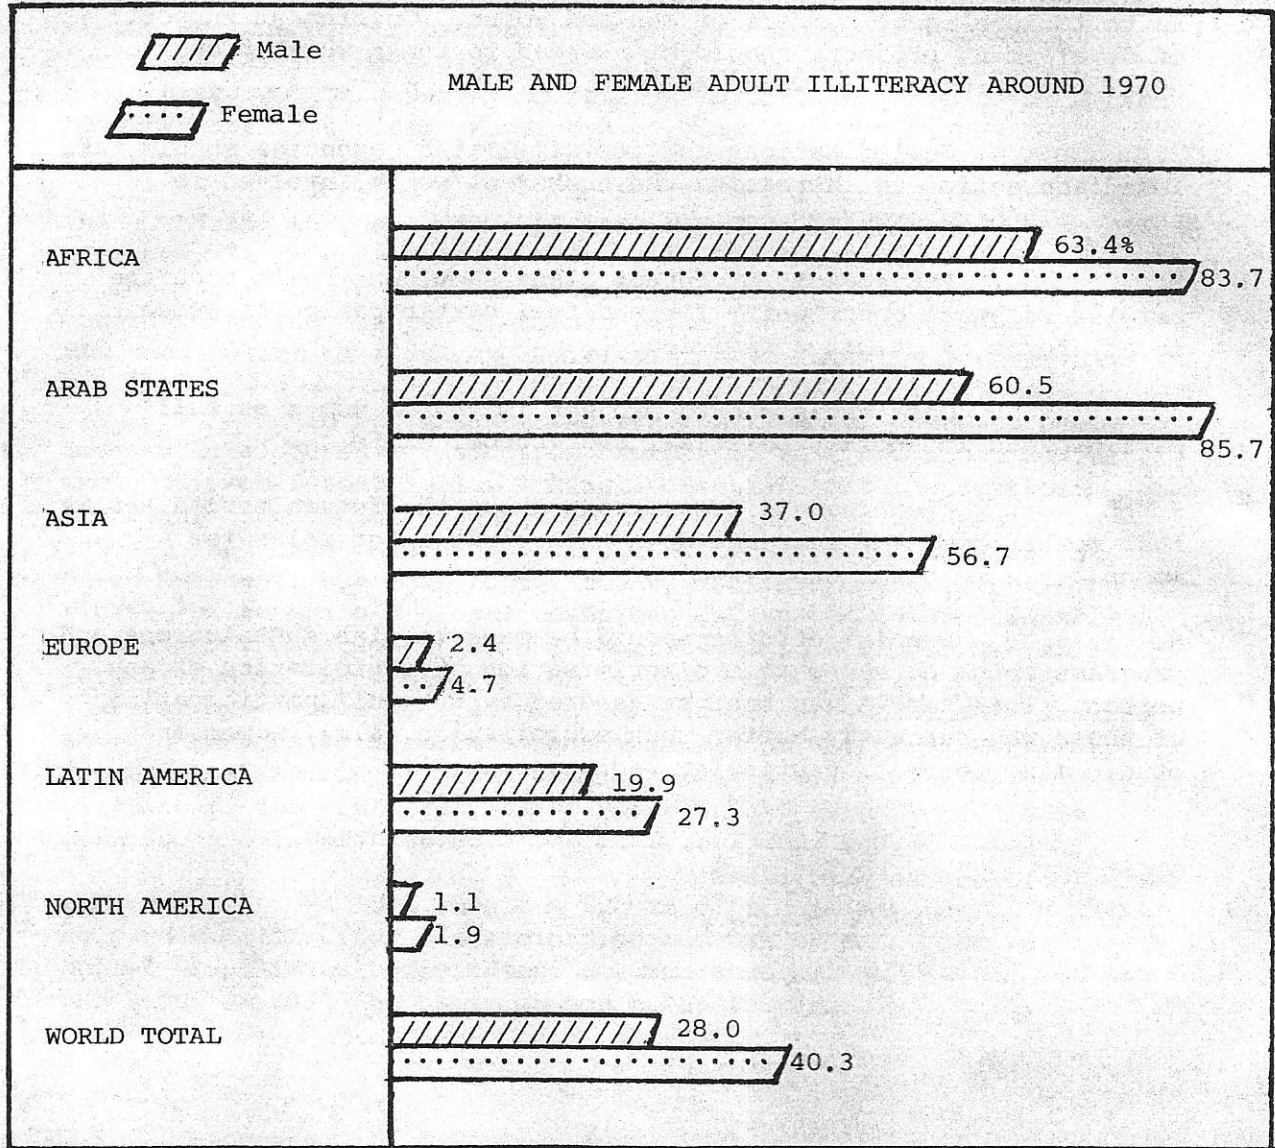 Male
MALE AND FEMALE ADULT ILLITERACY AROUND 1970
Female
AFRICA
63.4%
83.7
ARAB STATES
60.5
85.7
ASIA
37.0
56.7
EUROPE
2.4
4.7
LATIN AMERICA
19.9
27.3
NORTH AMERICA
1.1
1.9
WORLD TOTAL
28.0
40.3